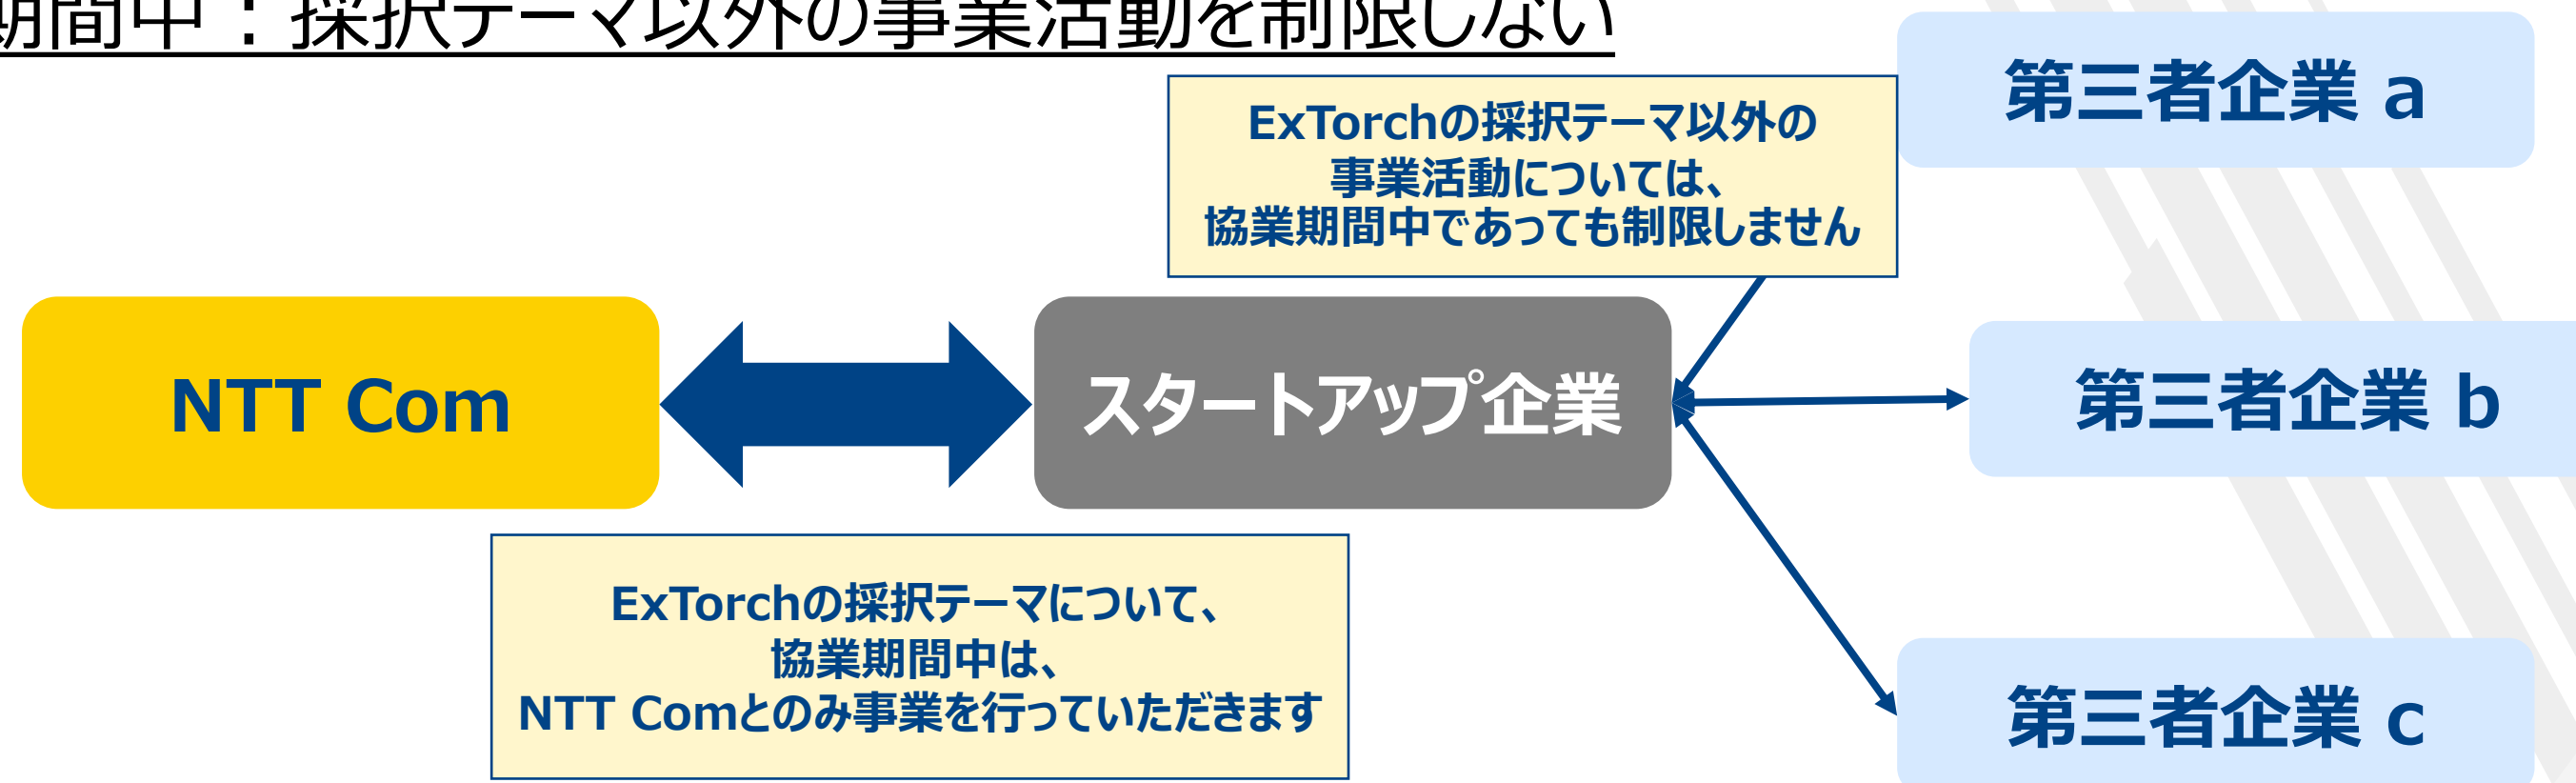 期間中：採択テーマ以外の事業活動を制限しない
第三者企業 a
ExTorchの採択テーマ以外の
事業活動については、
協業期間中であっても制限しません
NTT Com
スタートアップ企業
第三者企業 b
ExTorchの採択テーマについて、
協業期間中は、
NTT Comとのみ事業を行っていただきます
第三者企業 c